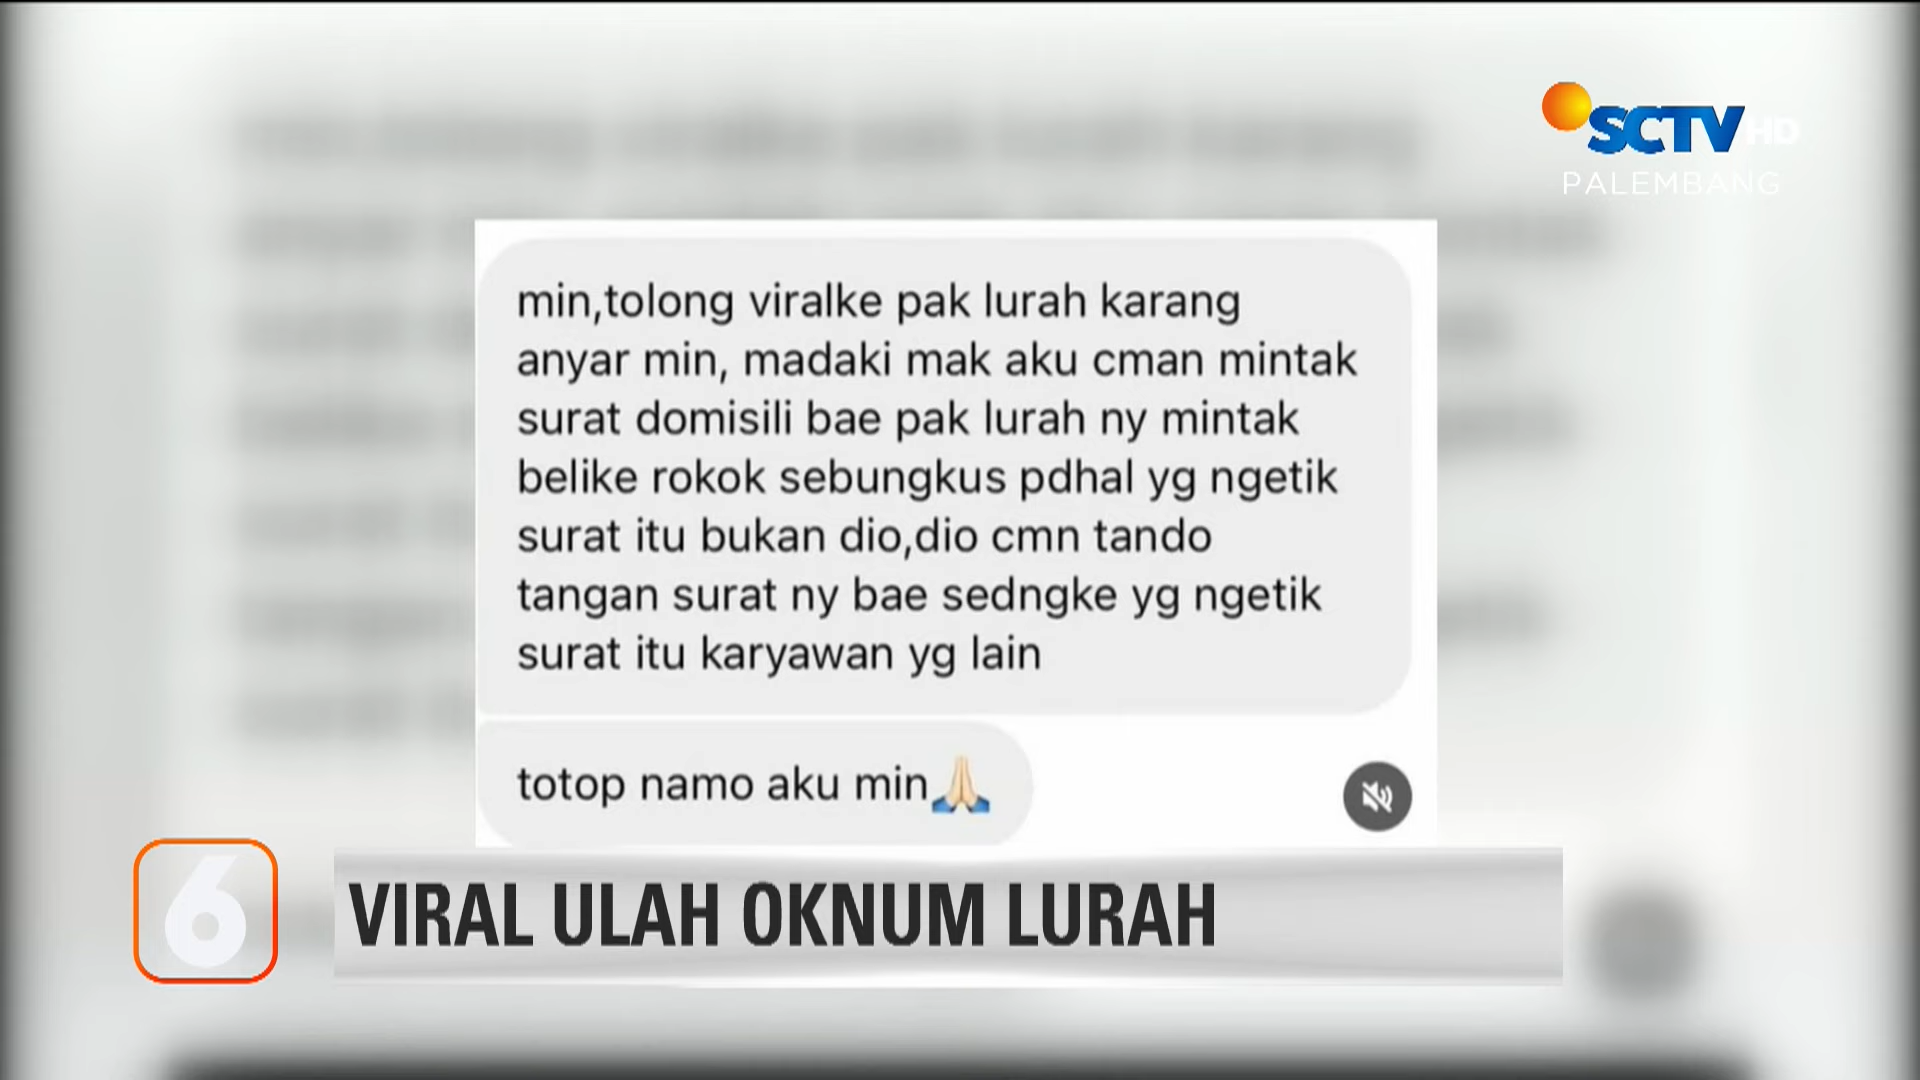 SCTV HD
PALEMBANG
min,tolong viralke pak lurah karang
anyar min, madaki mak aku cman mintak
surat domisili bae pak lurah ny mintak
belike rokok sebungkus pdhal yg ngetik
surat itu bukan dio,dio cmn tando
tangan surat ny bae sedngke yg ngetik
surat itu karyawan yg lain
totop namo aku min🙏🏻
6
VIRAL ULAH OKNUM LURAH